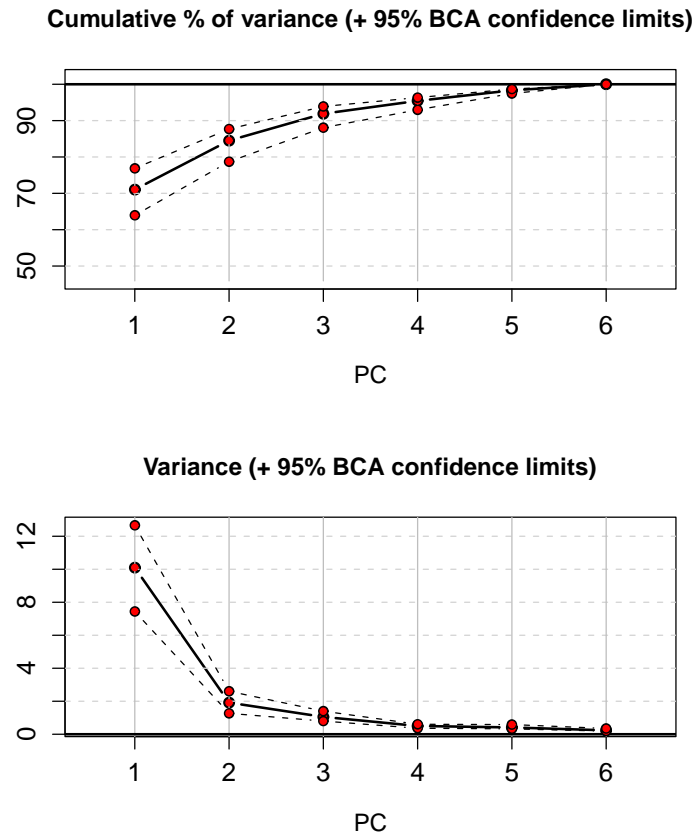 Cumulative % of variance (+ 95% BCA confidence limits)
90
70
50
1 2 3 4 5 6
PC
Variance (+ 95% BCA confidence limits)
12
8
4
0
1 2 3 4 5 6
PC